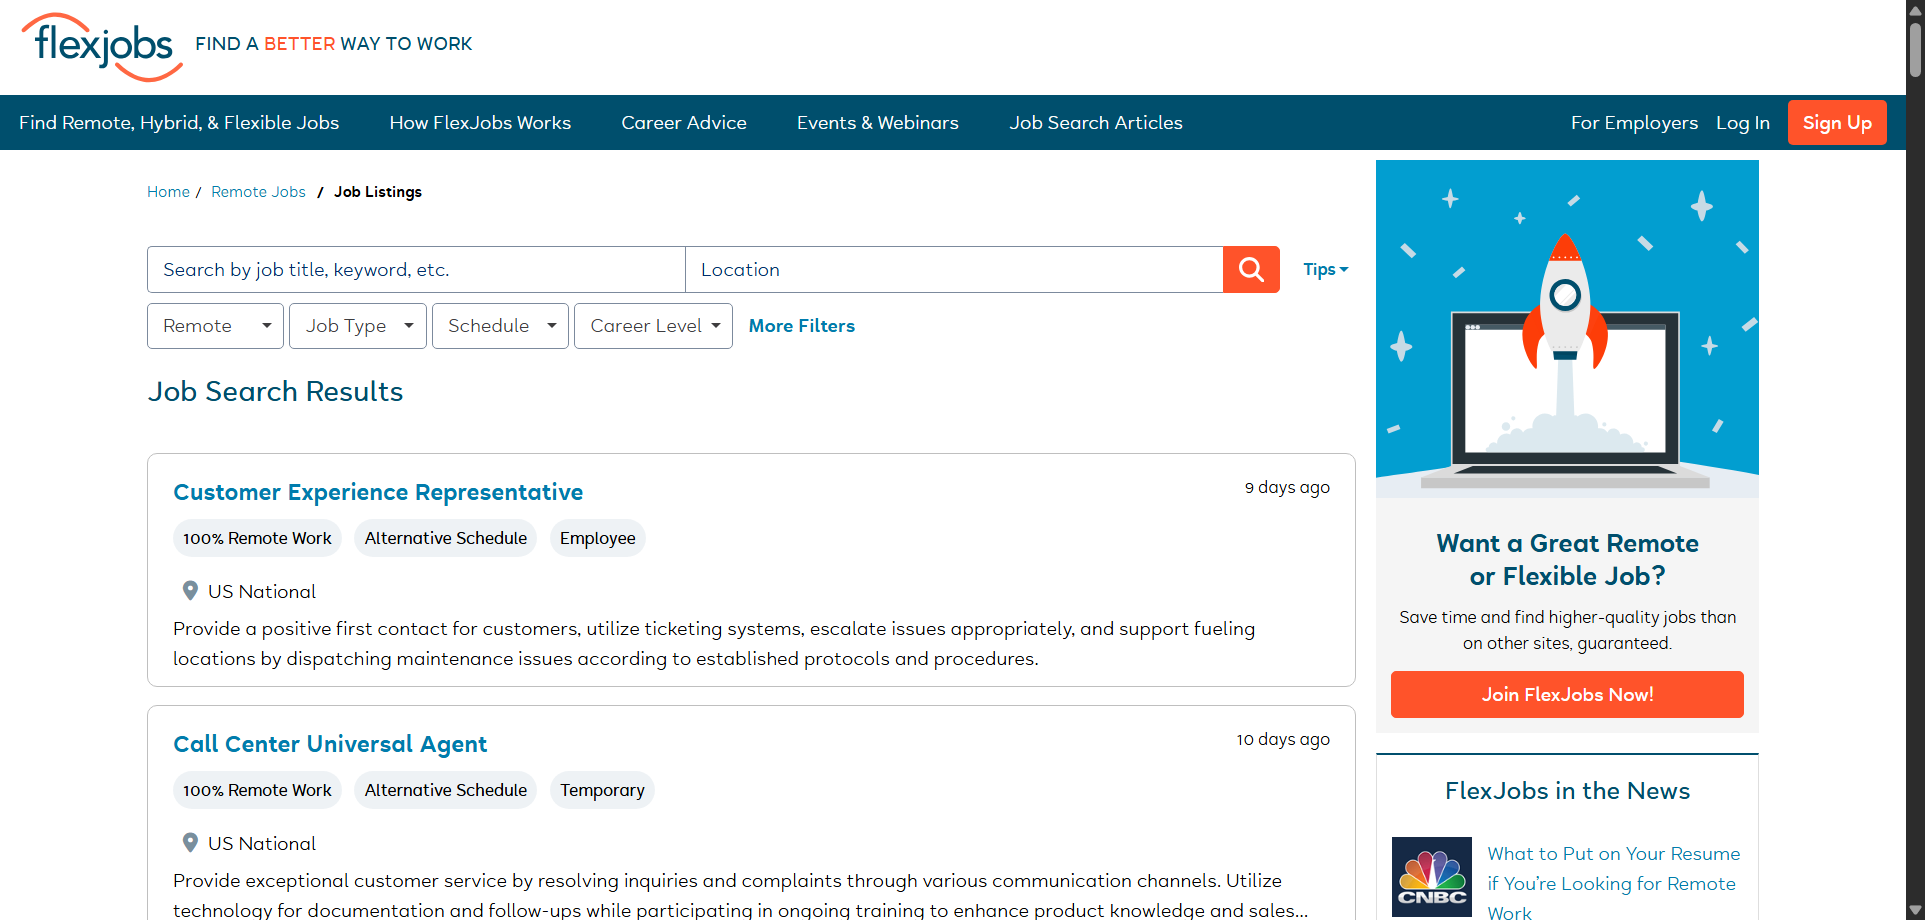 flexjobs FIND A BETTER WAY TO WORK
Find Remote, Hybrid, & Flexible Jobs How FlexJobs Works Career Advice Events & Webinars Job Search Articles For Employers Log In Sign Up
Home / Remote Jobs / Job Listings
Search by job title, keyword, etc. Location Tips
Remote Job Type Schedule Career Level More Filters
Job Search Results
Customer Experience Representative 9 days ago
100% Remote Work Alternative Schedule Employee
US National
Provide a positive first contact for customers, utilize ticketing systems, escalate issues appropriately, and support fueling
locations by dispatching maintenance issues according to established protocols and procedures.
Call Center Universal Agent 10 days ago
100% Remote Work Alternative Schedule Temporary
US National
Provide exceptional customer service by resolving inquiries and complaints through various communication channels. Utilize
technology for documentation and follow-ups while participating in ongoing training to enhance product knowledge and sales...
Want a Great Remote
or Flexible Job?
Save time and find higher-quality jobs than
on other sites, guaranteed.
Join FlexJobs Now!
FlexJobs in the News
CNBC
What to Put on Your Resume
if You're Looking for Remote
Work